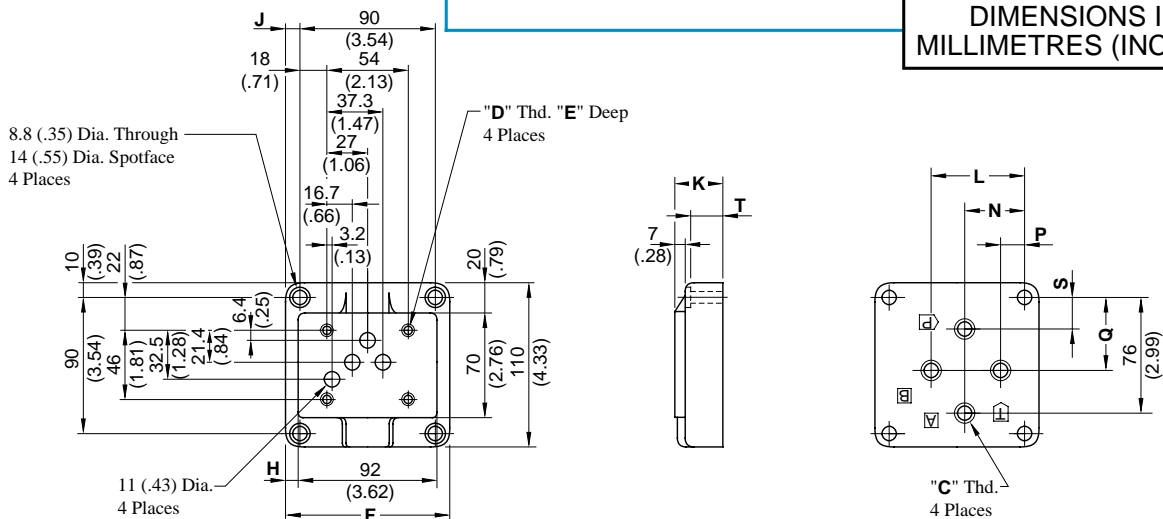 DIMENSIONS I
MILLIMETRES (INC
J
90
(3.54)
18
(.71)
54
(2.13)
37.3
(1.47)
27
(1.06)
16.7
(.66)
3.2
(.13)
8.8 (.35) Dia. Through
14 (.55) Dia. Spotface
4 Places
"D" Thd. "E" Deep
4 Places
10
(.39)
22
(.87)
6.4
(.25)
20
(.79)
90
(3.54)
46
(1.81)
32.5
(1.28)
21.4
(.84)
70
(2.76)
110
(4.33)
H
92
(3.62)
F
11 (.43) Dia.
4 Places
K
T
7
(.28)
L
N
P
S
Q
76
(2.99)
P
B
A
T
"C" Thd.
4 Places